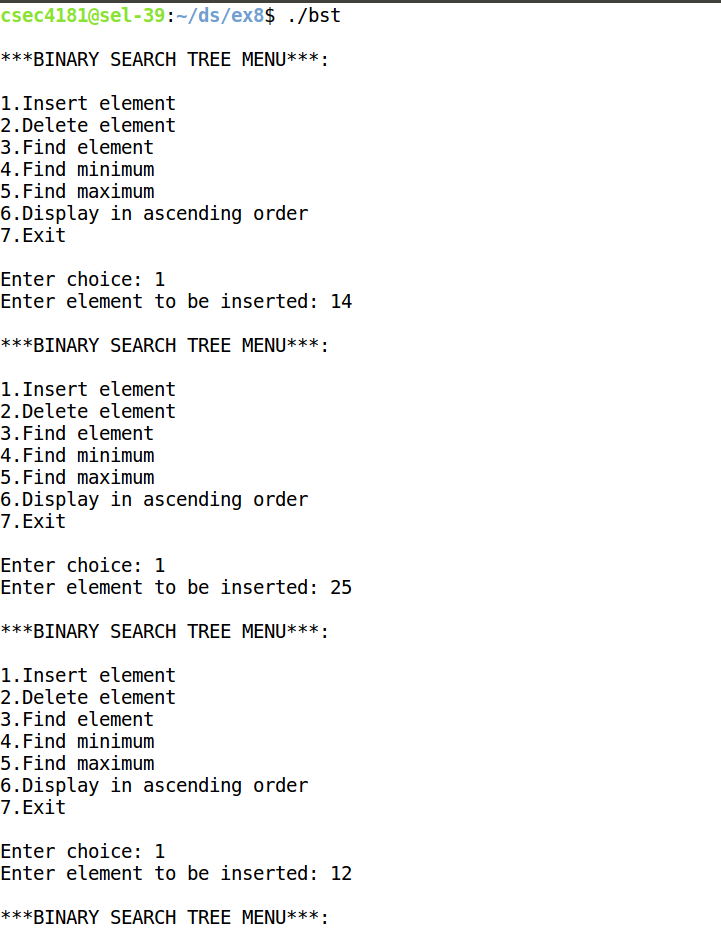 csec4181@sel-39:~/ds/ex8$ ./bst
***BINARY SEARCH TREE MENU***:
1.Insert element
2.Delete element
3.Find element
4.Find minimum
5.Find maximum
6.Display in ascending order
7.Exit
Enter choice: 1
Enter element to be inserted: 14
***BINARY SEARCH TREE MENU***:
1.Insert element
2.Delete element
3.Find element
4.Find minimum
5.Find maximum
6.Display in ascending order
7.Exit
Enter choice: 1
Enter element to be inserted: 25
***BINARY SEARCH TREE MENU***:
1.Insert element
2.Delete element
3.Find element
4.Find minimum
5.Find maximum
6.Display in ascending order
7.Exit
Enter choice: 1
Enter element to be inserted: 12
***BINARY SEARCH TREE MENU***: